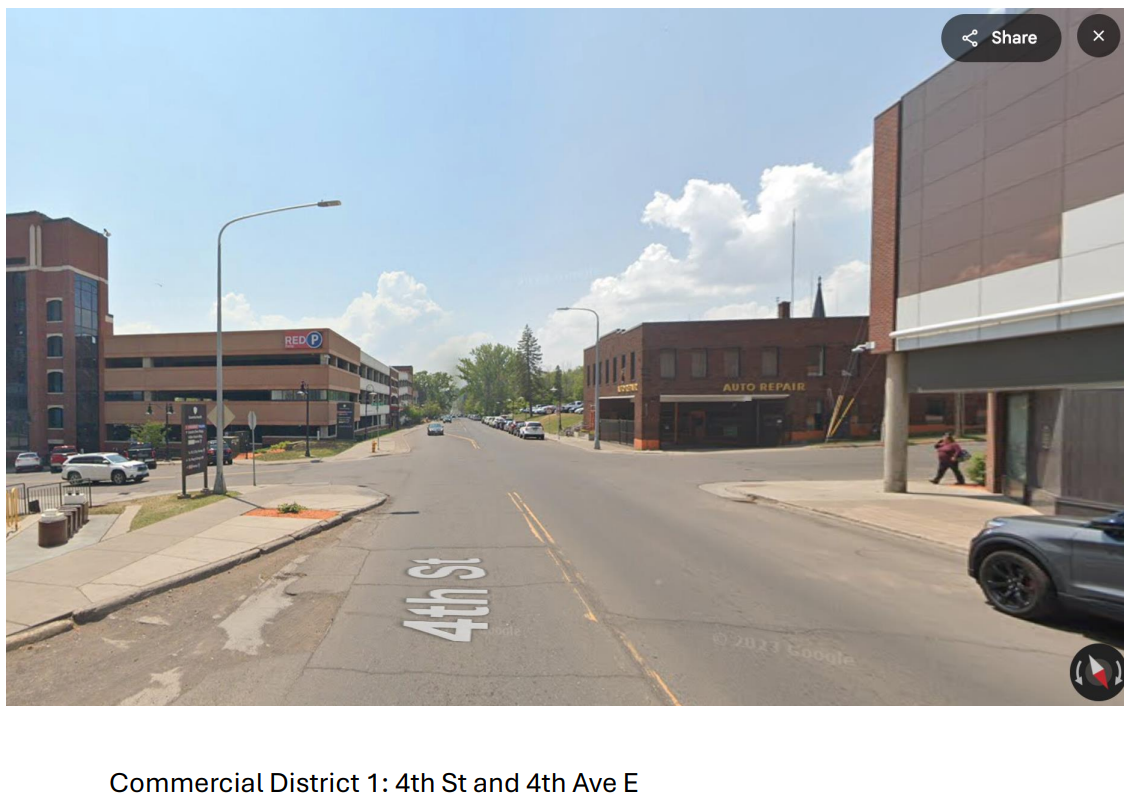 Share
RED P
AUTO REPAIR
4th St
© 2023 Google
Commercial District 1: 4th St and 4th Ave E